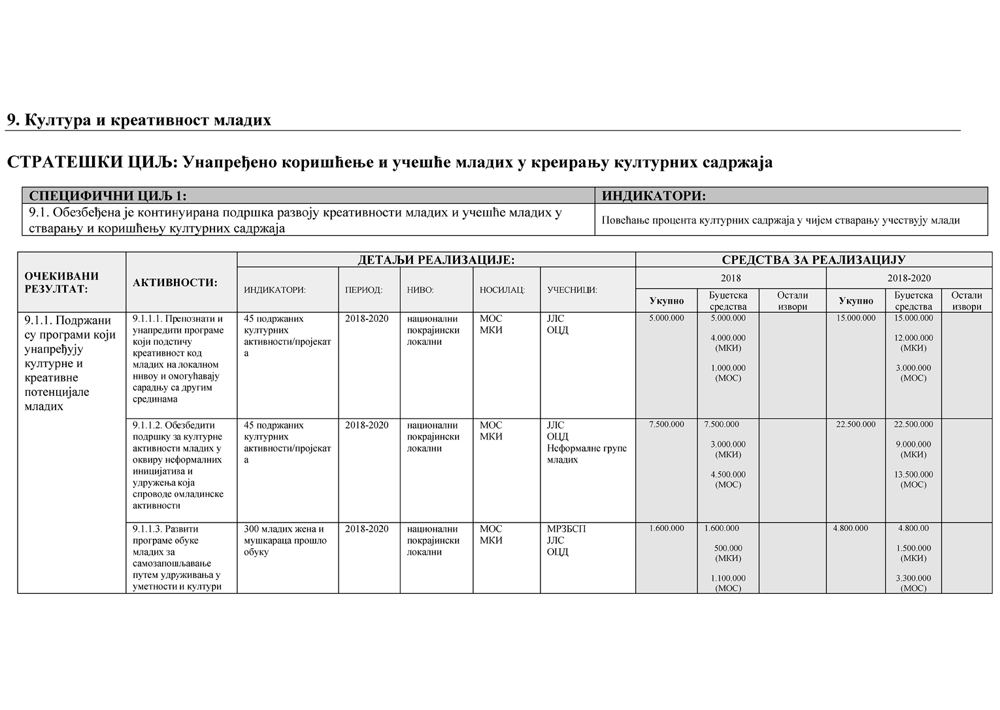 9. Култура и креативност младих
СТРАТЕШКИ ЦИЉ: Унапређено коришћење и учешће младих у креирању културних садржаја
СПЕЦИФИЧНИ ЦИЉ 1:
ИНДИКАТОРИ:
9.1. Обезбеђена је континуирана подршка развоју креативности младих и учешће младих у
стварању и коришћењу културних садржаја
Повећање процента културних садржаја у чијем стварању учествују млади
ОЧЕКИВАНИ
РЕЗУЛТАТ:
АКТИВНОСТИ:
ДЕТАЉИ РЕАЛИЗАЦИЈЕ:
СРЕДСТВА ЗА РЕАЛИЗАЦИЈУ
ИНДИКАТОРИ:
ПЕРИОД:
НИВО:
НОСИЛАЦ:
УЧЕСНИЦИ:
2018
2018-2020
Укупно
Буџетска
средства
Остали
извори
Укупно
Буџетска
средства
Остали
извори
9.1.1. Подржани
су програми који
унапређују
културне и
креативне
потенцијале
младих
9.1.1.1. Препознати и
унапредити програме
који подстичу
креативност код
младих на локалном
нивоу и омогућавају
сарадњу са другим
срединама
45 подржаних
културних
активности/пројекат
а
2018-2020
национални
покрајински
локални
МОС
МКИ
ЈЛС
ОЦД
5.000.000
5.000.000
4.000.000
(МКИ)
1.000.000
(МОС)
15.000.000
15.000.000
12.000.000
(МКИ)
3.000.000
(МОС)
9.1.1.2. Обезбедити
подршку за културне
активности младих у
оквиру неформалних
иницијатива и
удружења која
спроводе омладинске
активности
45 подржаних
културних
активности/пројекат
а
2018-2020
национални
покрајински
локални
МОС
МКИ
ЈЛС
ОЦД
Неформалне групе
младих
7.500.000
7.500.000
3.000.000
(МКИ)
4.500.000
(МОС)
22.500.000
22.500.000
9.000.000
(МКИ)
13.500.000
(МОС)
9.1.1.3. Развити
програме обуке
младих за
самозапошљавање
путем удруживања у
уметности и култури
300 младих жена и
мушкараца прошло
обуку
2018-2020
национални
покрајински
локални
МОС
МКИ
МРЗБСП
ЈЛС
ОЦД
1.600.000
1.600.000
500.000
(МКИ)
1.100.000
(МОС)
4.800.000
4.800.00
1.500.000
(МКИ)
3.300.000
(МОС)